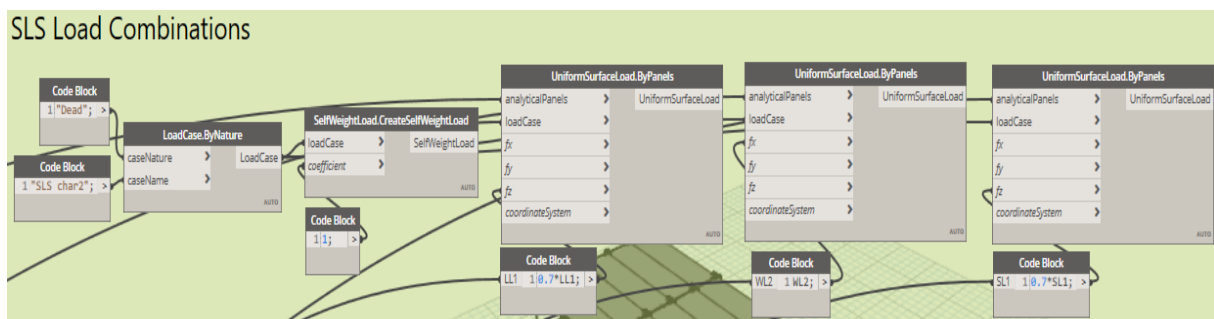 SLS Load Combinations
Code Block
1 "Dead"; >
Code Block
1 "SLS char2"; >
LoadCase.ByNature
caseNature > LoadCase
caseName >
AUTO
SelfWeightLoad.CreateSelfWeightLoad
loadCase > SelfWeightLoad
coefficient >
AUTO
Code Block
1 1; >
UniformSurfaceLoad.ByPanels
analyticalPanels > UniformSurfaceLoad
loadCase >
fx >
fy >
fz >
coordinateSystem >
AUTO
Code Block
LL1 1 0.7*LL1; >
UniformSurfaceLoad.ByPanels
analyticalPanels > UniformSurfaceLoad
loadCase >
fx >
fy >
fz >
coordinateSystem >
AUTO
Code Block
WL2 1 WL2; >
UniformSurfaceLoad.ByPanels
analyticalPanels > UniformSurfaceLoad
loadCase >
fx >
fy >
fz >
coordinateSystem >
AUTO
Code Block
SL1 1 0.7*SL1; >